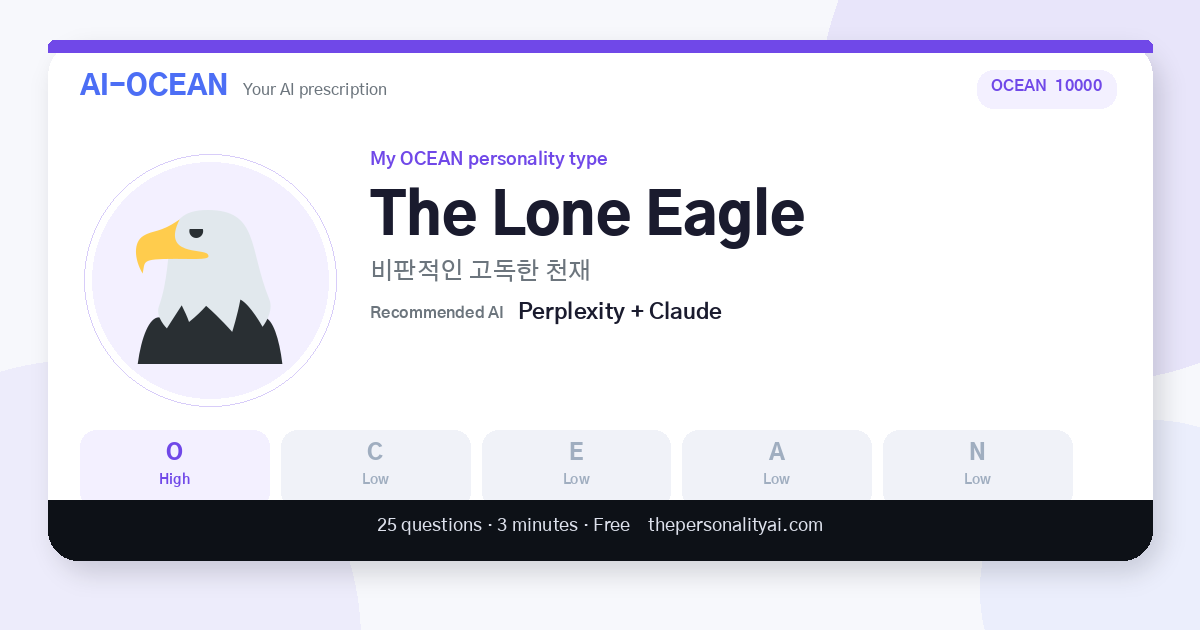 AI-OCEAN Your AI prescription
OCEAN 10000
My OCEAN personality type
The Lone Eagle
비판적인 고독한 천재
Recommended AI Perplexity + Claude
O C E A N
High Low Low Low Low
25 questions · 3 minutes · Free thepersonalityai.com